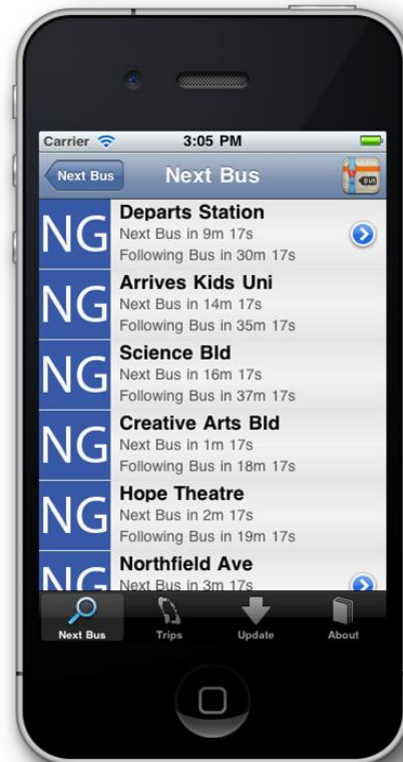 Carrier 3:05 PM
Next Bus Next Bus BUS
NG Departs Station
Next Bus in 9m 17s
Following Bus in 30m 17s
NG Arrives Kids Uni
Next Bus in 14m 17s
Following Bus in 35m 17s
NG Science Bld
Next Bus in 16m 17s
Following Bus in 37m 17s
NG Creative Arts Bld
Next Bus in 1m 17s
Following Bus in 18m 17s
NG Hope Theatre
Next Bus in 2m 17s
Following Bus in 19m 17s
NG Northfield Ave
Next Bus in 3m 17s
Next Bus Trips Update About